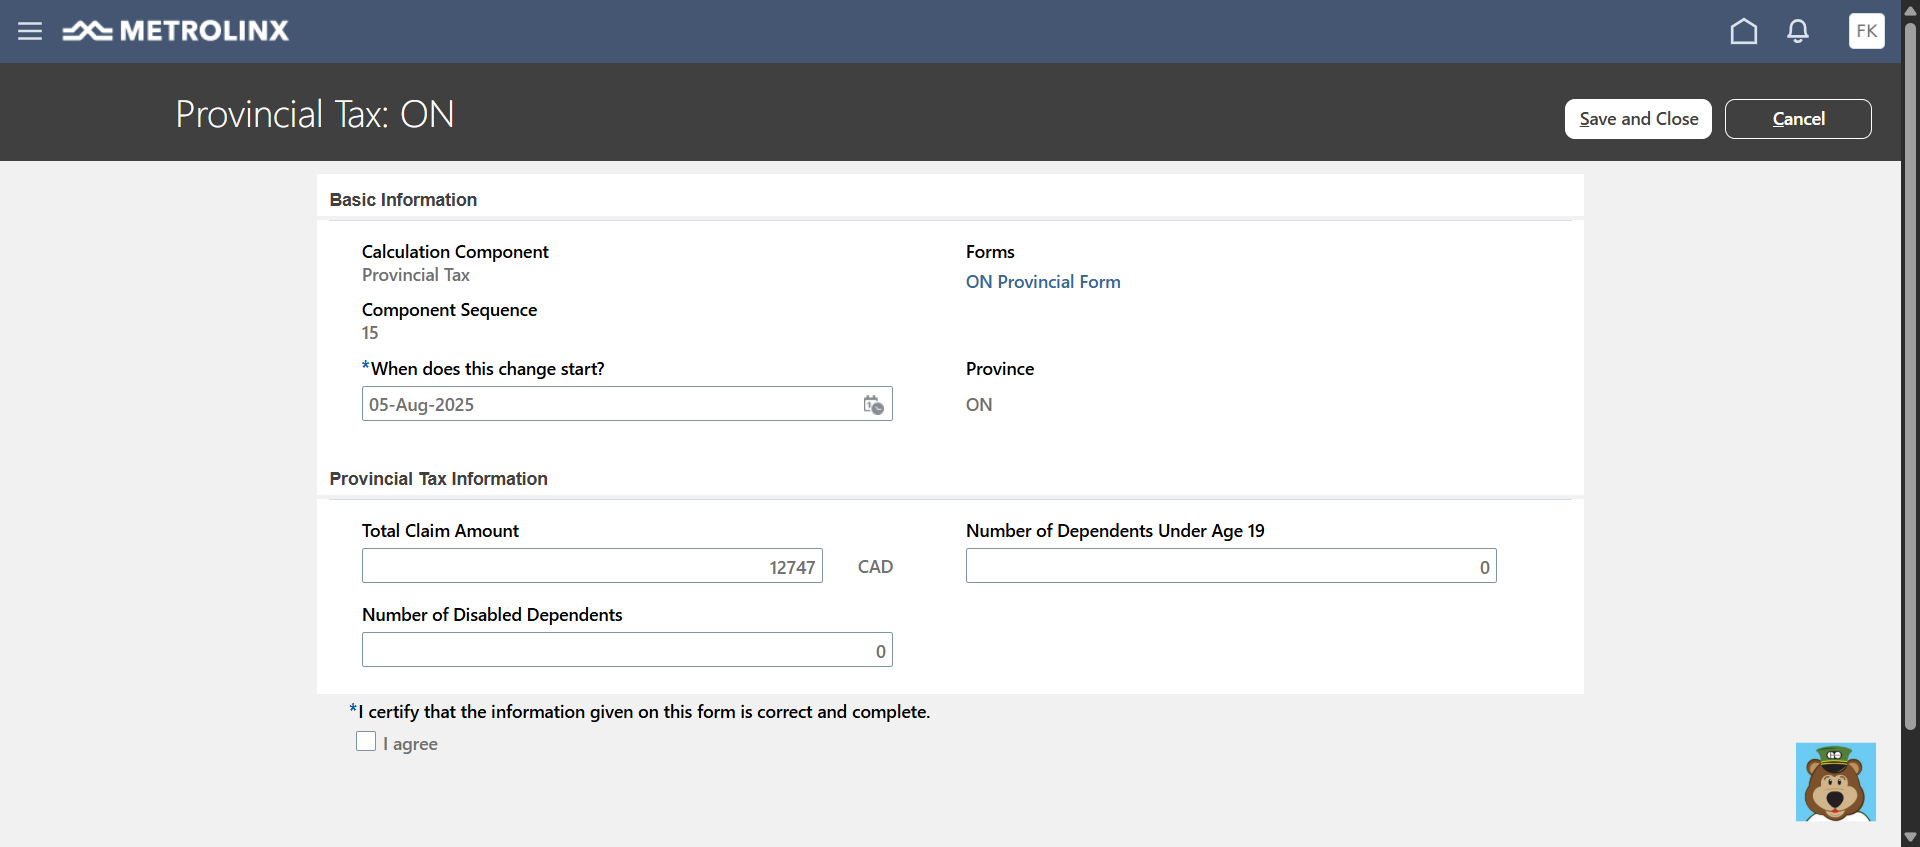 METROLINX
FK
Provincial Tax: ON
Save and Close
Cancel
Basic Information
Calculation Component
Provincial Tax
Forms
ON Provincial Form
Component Sequence
15
*When does this change start?
05-Aug-2025
Province
ON
Provincial Tax Information
Total Claim Amount
12747 CAD
Number of Dependents Under Age 19
0
Number of Disabled Dependents
0
*I certify that the information given on this form is correct and complete.
I agree